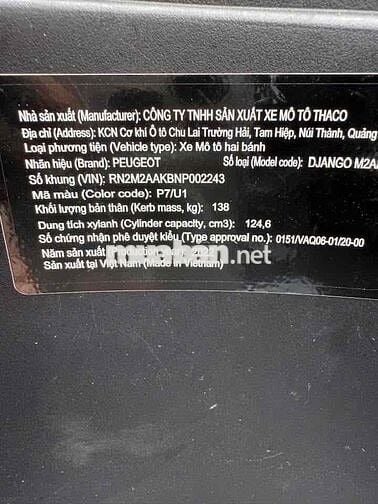 Nhà sản xuất (Manufacturer): CÔNG TY TNHH SẢN XUẤT XE MÔ TÔ THACO
Địa chỉ (Address): KCN Cơ khí Ô tô Chu Lai Trường Hải, Tam Hiệp, Núi Thành, Quảng
Loại phương tiện (Vehicle type): Xe Mô tô hai bánh
Nhãn hiệu (Brand): PEUGEOT Số loại (Model code): DJANGO M2A
Số khung (VIN): RN2M2AAKBNP002243
Mã màu (Color code): P7/U1
Khối lượng bản thân (Kerb mass, kg): 138
Dung tích xylanh (Cylinder capacity, cm3): 124,6
Số chứng nhận phê duyệt kiểu (Type approval no.): 0151/VAQ06-01/20-00
Năm sản xuất
Sản xuất tại Việt Nam (Made in Vietnam)
muaban.net